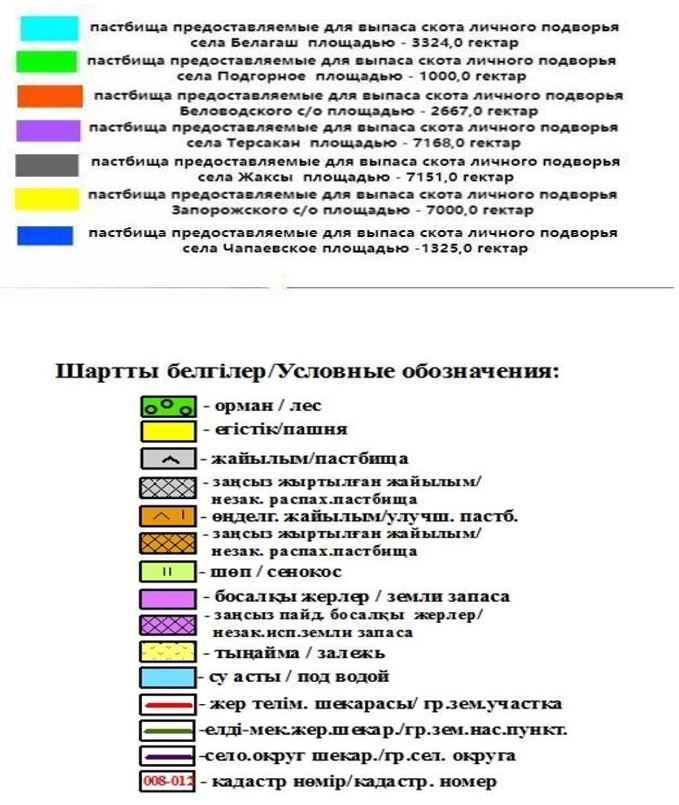 пастбища предоставляемые для выпаса скота личного подворья
села Белагаш площадью - 3324,0 гектар
пастбища предоставляемые для выпаса скота личного подворья
села Подгорное площадью - 1000,0 гектар
пастбища предоставляемые для выпаса скота личного подворья
Беловодского с/о площадью - 2667,0 гектар
пастбища предоставляемые для выпаса скота личного подворья
села Терсакан площадью - 7168,0 гектар
пастбища предоставляемые для выпаса скота личного подворья
села Жаксы площадью - 7151,0 гектар
пастбища предоставляемые для выпаса скота личного подворья
Запорожского с/о площадью - 7000,0 гектар
пастбища предоставляемые для выпаса скота личного подворья
села Чапаевское площадью -1325,0 гектар
Шартты белгілер/Условные обозначения:
- орман / лес
- егістік/пашня
- жайылым/пастбища
- заңсыз жыртылған жайылым/
незак. распах.пастбища
- өңделг. жайылым/улучш. пастб.
- заңсыз жыртылған жайылым/
незак. распах.пастбища
- шөп / сенокос
- босалқы жерлер / земли запаса
- заңсыз пайд. босалқы жерлер/
незак.исп.земли запаса
- тыңайма / залежь
- су асты / под водой
- жер телім. шекарасы/ гр.зем.участка
-елді-мек.жер.шекар./гр.зем.нас.пункт.
-село.округ шекар./гр.сел. округа
008-012 - кадастр нөмір/кадастр. номер